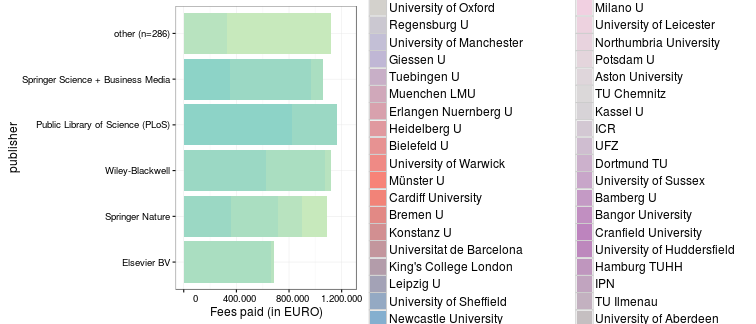 publisher
other (n=286)
Springer Science + Business Media
Public Library of Science (PLoS)
Wiley-Blackwell
Springer Nature
Elsevier BV
0 400.000 800.000 1.200.000
Fees paid (in EURO)
University of Oxford
Regensburg U
University of Manchester
Giessen U
Tuebingen U
Muenchen LMU
Erlangen Nuernberg U
Heidelberg U
Bielefeld U
University of Warwick
Münster U
Cardiff University
Bremen U
Konstanz U
Universitat de Barcelona
King's College London
Leipzig U
University of Sheffield
Newcastle University
Milano U
University of Leicester
Northumbria University
Potsdam U
Aston University
TU Chemnitz
Kassel U
ICR
UFZ
Dortmund TU
University of Sussex
Bamberg U
Bangor University
Cranfield University
University of Huddersfield
Hamburg TUHH
IPN
TU Ilmenau
University of Aberdeen